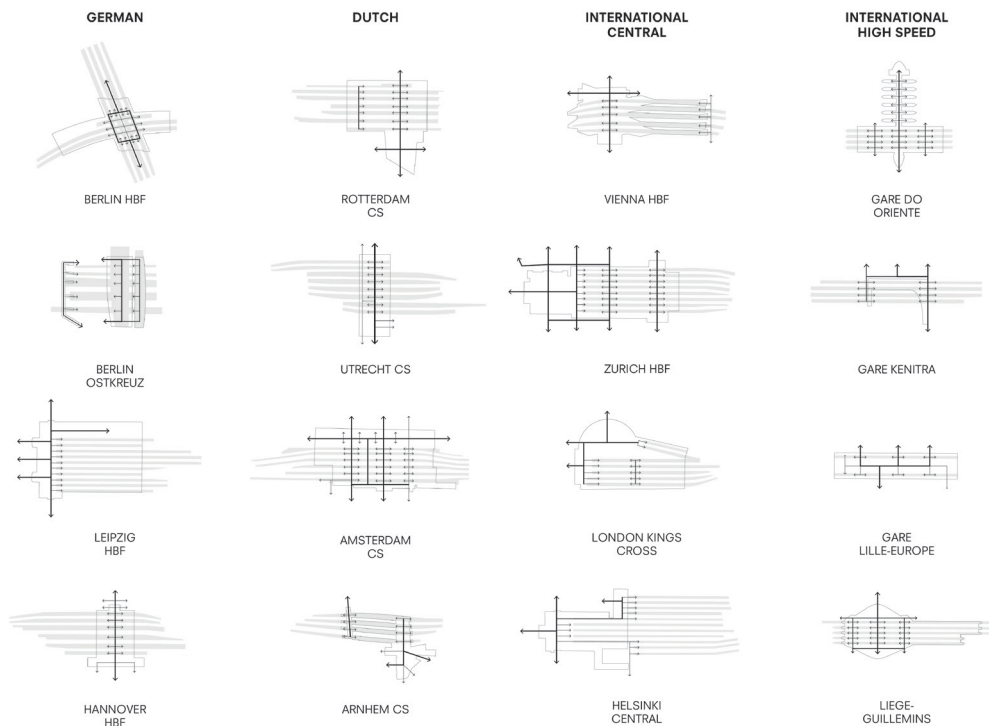 GERMAN
DUTCH
INTERNATIONAL
CENTRAL
INTERNATIONAL
HIGH SPEED
BERLIN HBF
ROTTERDAM
CS
VIENNA HBF
GARE DO
ORIENTE
BERLIN
OSTKREUZ
UTRECHT CS
ZURICH HBF
GARE KENITRA
LEIPZIG
HBF
AMSTERDAM
CS
LONDON KINGS
CROSS
GARE
LILLE-EUROPE
HANNOVER
HBF
ARNHEM CS
HELSINKI
CENTRAL
LIEGE-
GUILLEMINS